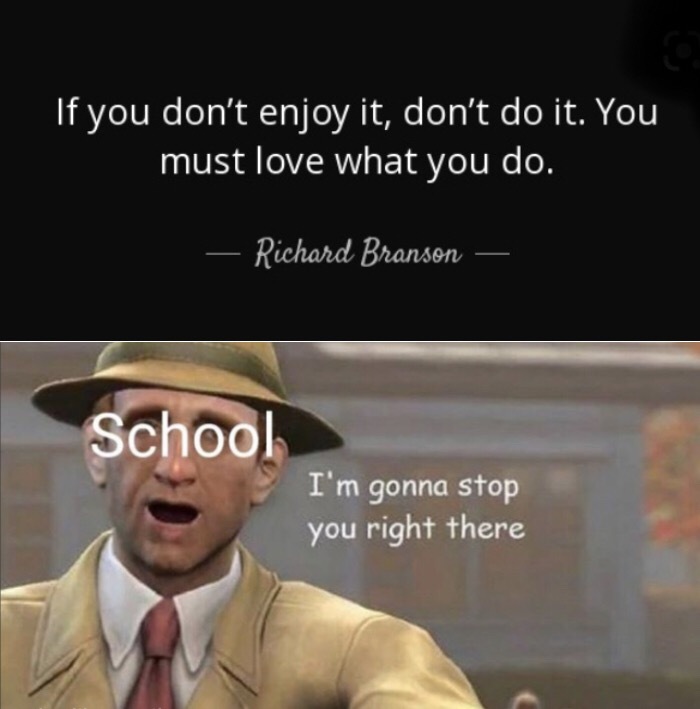 If you don’t enjoy it, don’t do it. You
must love what you do.
— Richard Branson —
School
I'm gonna stop
you right there